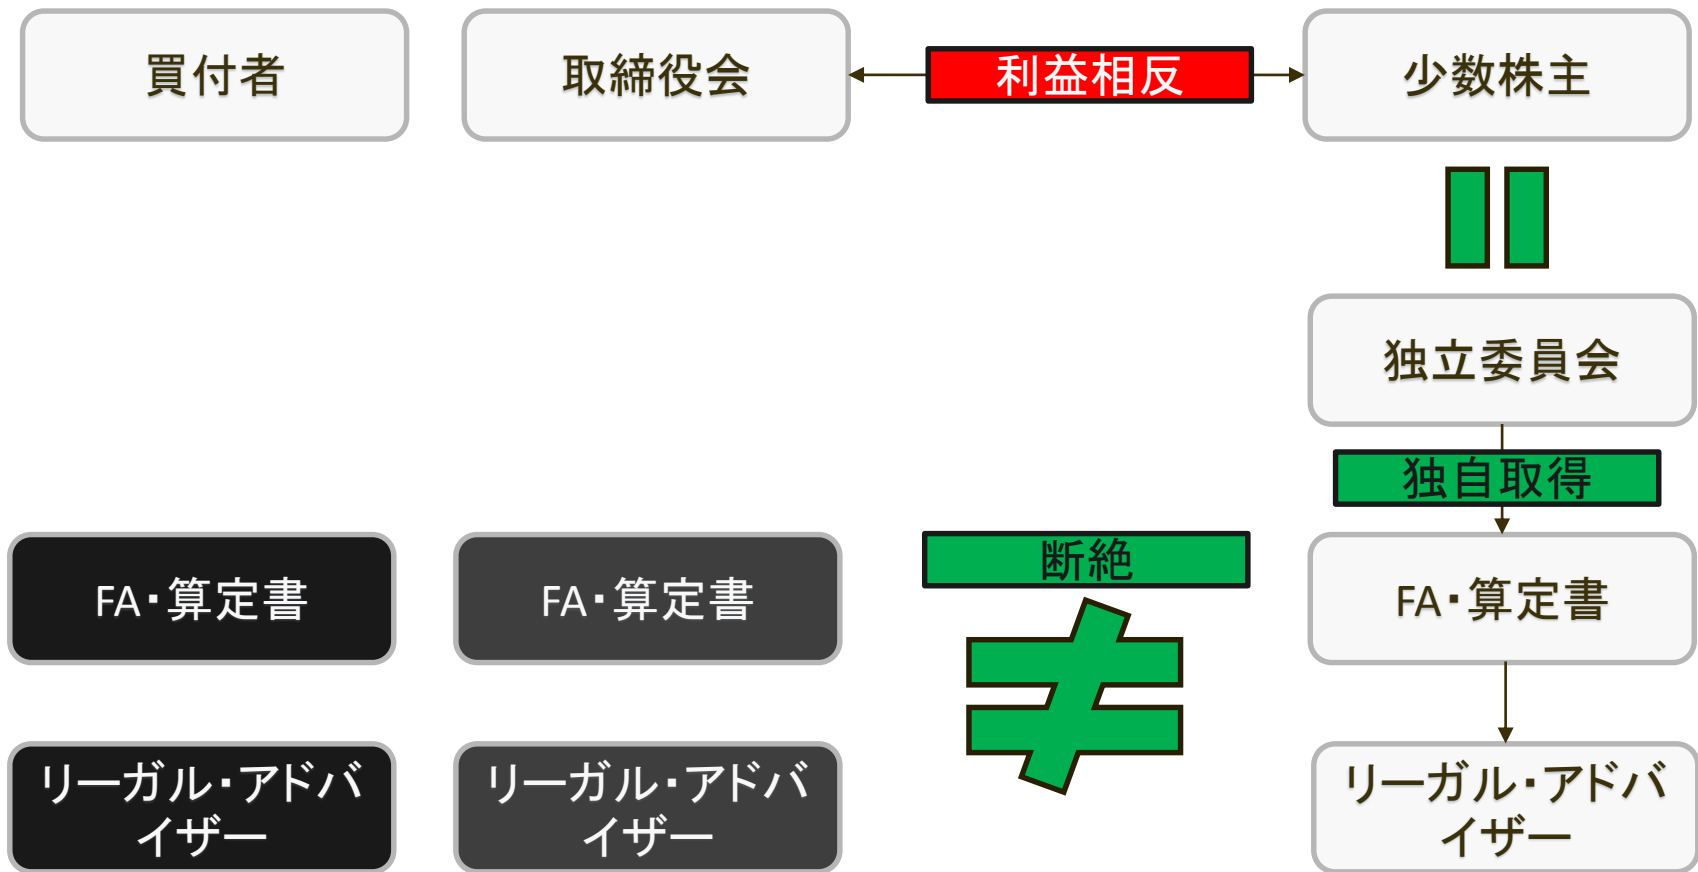 買付者
取締役会
利益相反
少数株主
独立委員会
独自取得
断絶
FA・算定書
FA・算定書
FA・算定書
リーガル・アドバ
イザー
リーガル・アドバ
イザー
リーガル・アドバ
イザー